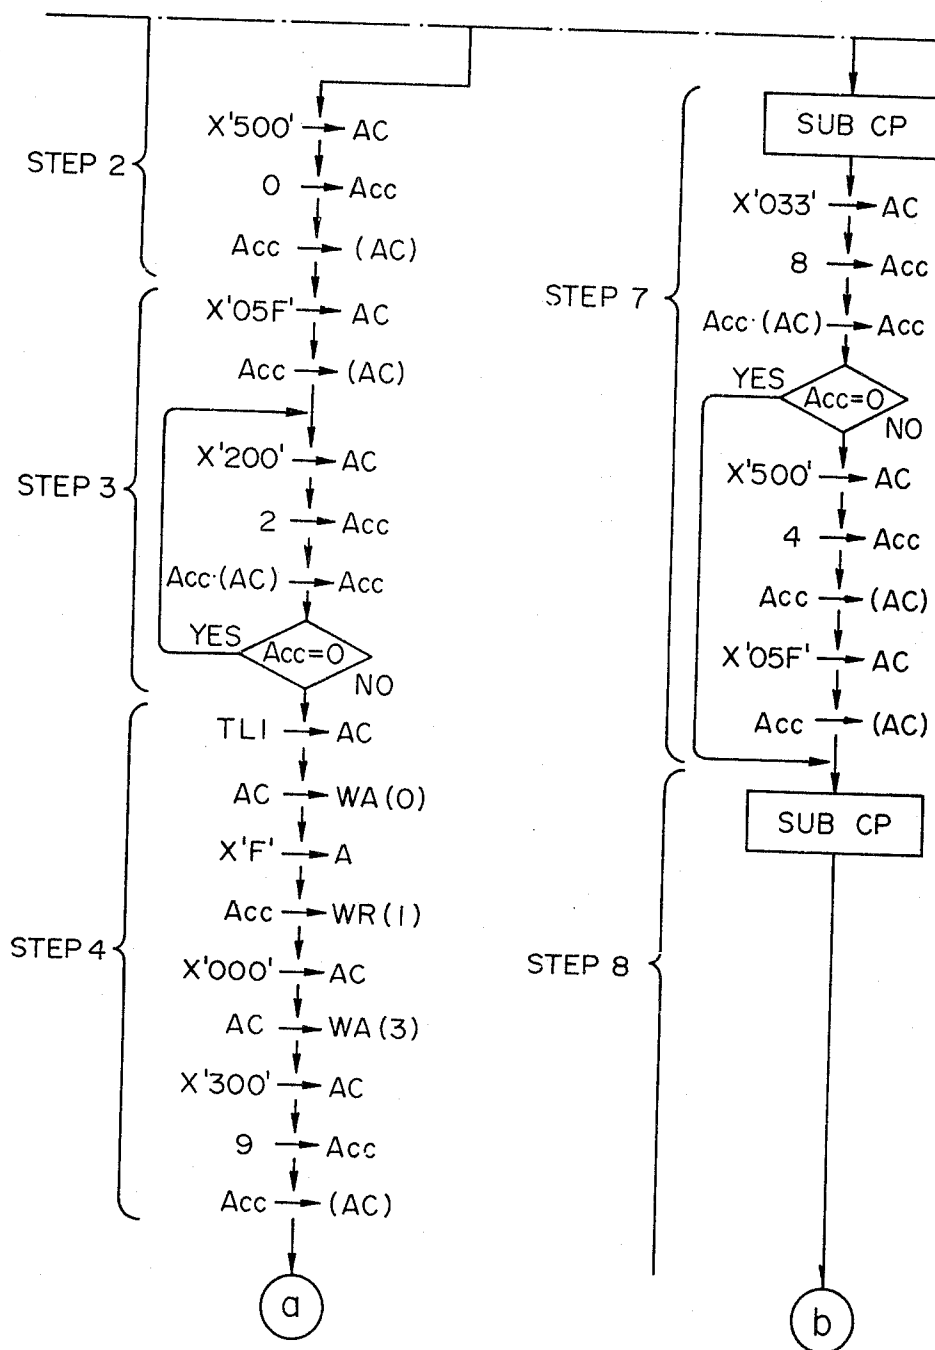 STEP 2
X'500' → AC
0 → Acc
Acc → (AC)
STEP 3
X'05F' → AC
Acc → (AC)
X'200' → AC
2 → Acc
Acc·(AC) → Acc
YES
Acc=0
NO
STEP 4
TL1 → AC
AC → WA(0)
X'F' → A
Acc → WR(1)
X'000' → AC
AC → WA(3)
X'300' → AC
9 → Acc
Acc → (AC)
a
STEP 7
SUB CP
X'033' → AC
8 → Acc
Acc·(AC) → Acc
YES
Acc=0
NO
X'500' → AC
4 → Acc
Acc → (AC)
X'05F' → AC
Acc → (AC)
STEP 8
SUB CP
b